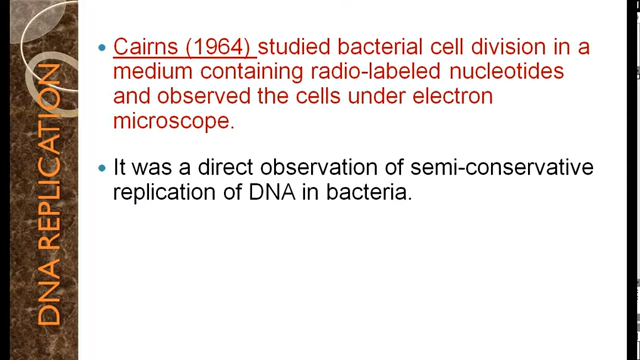 DNA REPLICATION
• Cairns (1964) studied bacterial cell division in a
medium containing radio-labeled nucleotides
and observed the cells under electron
microscope.
• It was a direct observation of semi-conservative
replication of DNA in bacteria.